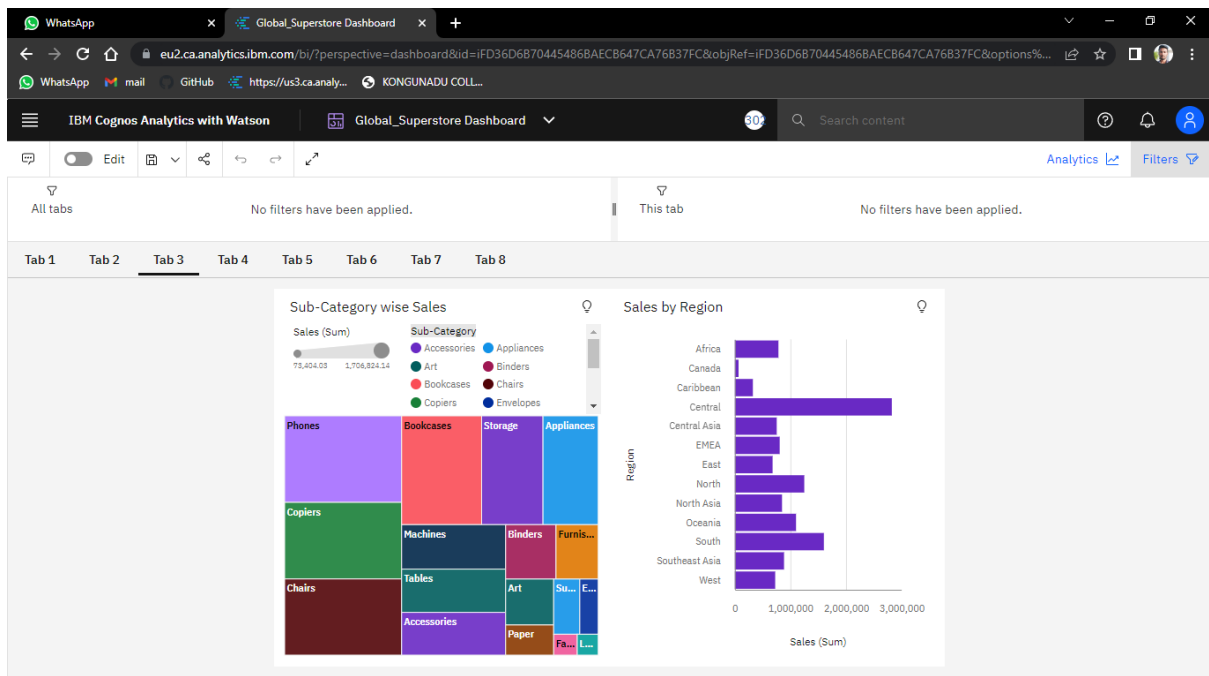 WhatsApp
Global_Superstore Dashboard
eu2.ca.analytics.ibm.com/bi/?perspective=dashboard&id=iFD36D6B70445486BAECB647CA76B37FC&objRef=iFD36D6B70445486BAECB647CA76B37FC&options%...
WhatsApp mail GitHub https://us3.ca.analy... KONGUNADU COLL...
IBM Cognos Analytics with Watson Global_Superstore Dashboard 302 Search content
Edit Analytics Filters
All tabs No filters have been applied. This tab No filters have been applied.
Tab 1 Tab 2 Tab 3 Tab 4 Tab 5 Tab 6 Tab 7 Tab 8
Sub-Category wise Sales
Sales (Sum) Sub-Category
73,404.03 1,706,824.14
Accessories Appliances
Art Binders
Bookcases Chairs
Copiers Envelopes
Phones Bookcases Storage Appliances
Copiers
Machines Binders Furnis...
Chairs Tables Art Su... E...
Accessories
Paper Fa... L...
Sales by Region
Region
Africa
Canada
Caribbean
Central
Central Asia
EMEA
East
North
North Asia
Oceania
South
Southeast Asia
West
0 1,000,000 2,000,000 3,000,000
Sales (Sum)